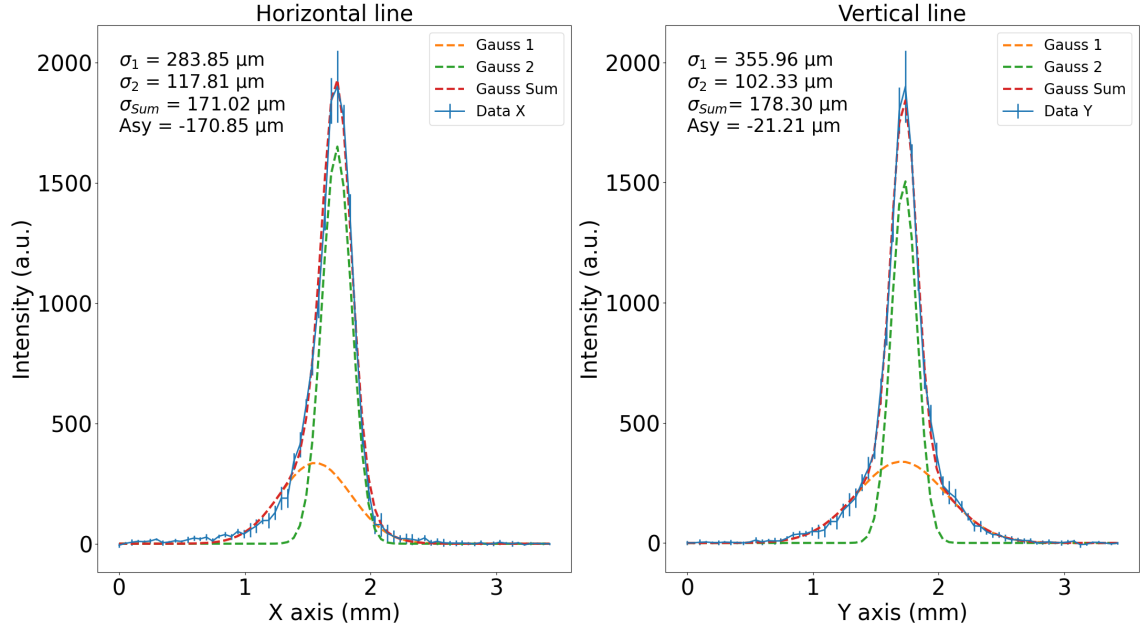 Horizontal line
σ1 = 283.85 μm
σ2 = 117.81 μm
σSum = 171.02 μm
Asy = -170.85 μm
Gauss 1
Gauss 2
Gauss Sum
Data X
2000
1500
1000
500
0
Intensity (a.u.)
0 1 2 3
X axis (mm)
Vertical line
σ1 = 355.96 μm
σ2 = 102.33 μm
σSum= 178.30 μm
Asy = -21.21 μm
Gauss 1
Gauss 2
Gauss Sum
Data Y
2000
1500
1000
500
0
Intensity (a.u.)
0 1 2 3
Y axis (mm)